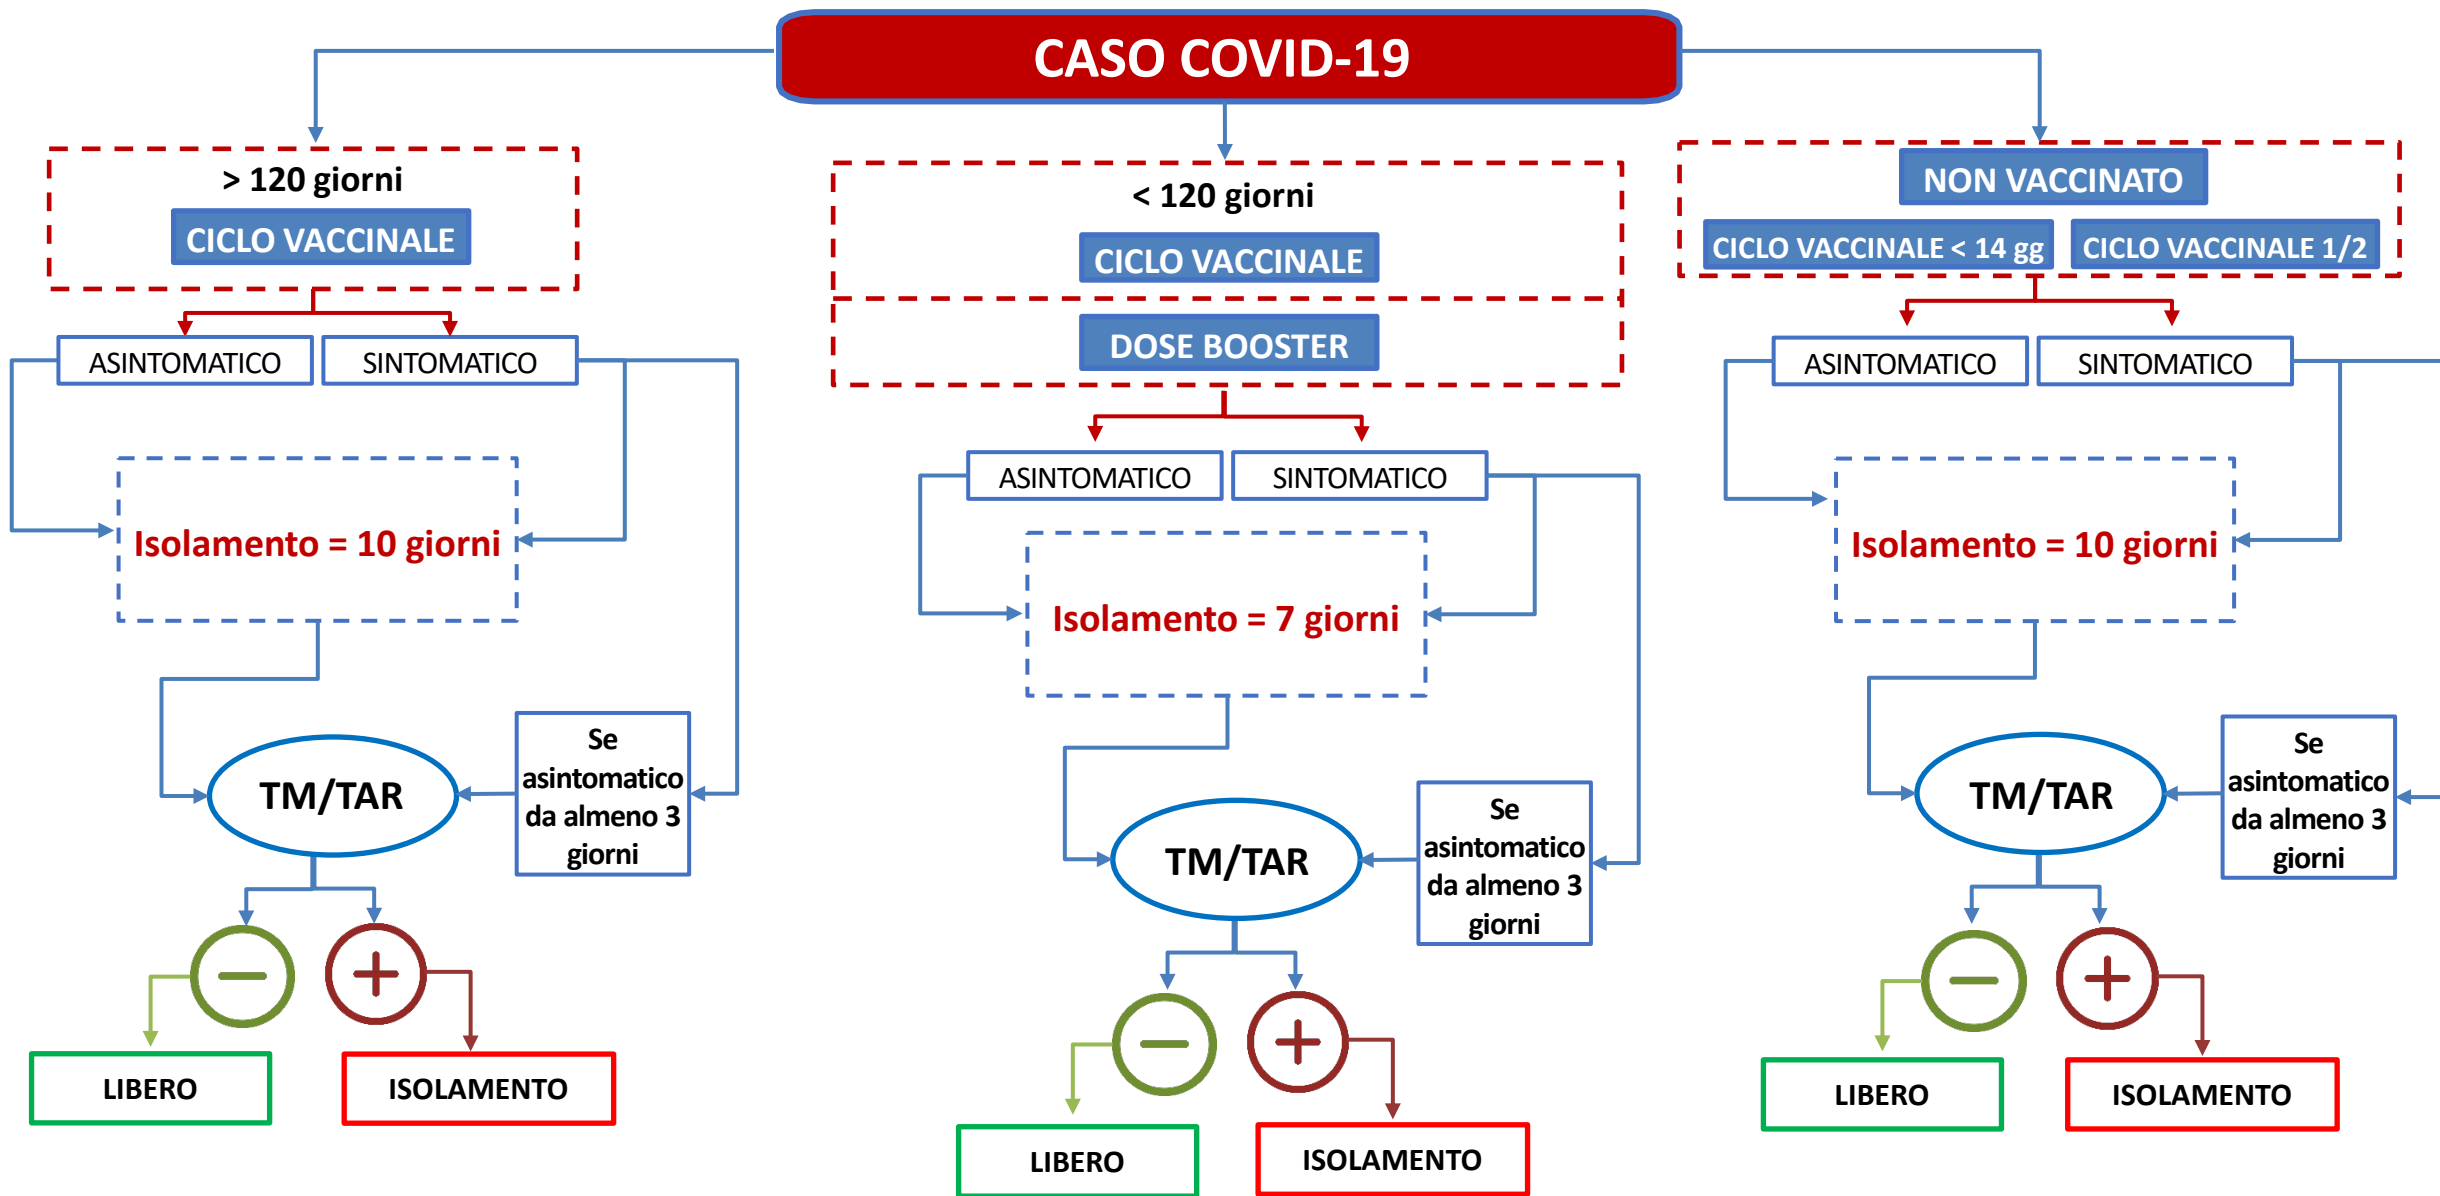 CASO COVID-19
> 120 giorni
CICLO VACCINALE
ASINTOMATICO
SINTOMATICO
Isolamento = 10 giorni
TM/TAR
Se
asintomatico
da almeno 3
giorni
LIBERO
ISOLAMENTO
< 120 giorni
CICLO VACCINALE
DOSE BOOSTER
ASINTOMATICO
SINTOMATICO
Isolamento = 7 giorni
TM/TAR
Se
asintomatico
da almeno 3
giorni
LIBERO
ISOLAMENTO
NON VACCINATO
CICLO VACCINALE < 14 gg
CICLO VACCINALE 1/2
ASINTOMATICO
SINTOMATICO
Isolamento = 10 giorni
TM/TAR
Se
asintomatico
da almeno 3
giorni
LIBERO
ISOLAMENTO